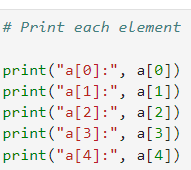 # Print each element
print("a[0]:", a[0])
print("a[1]:", a[1])
print("a[2]:", a[2])
print("a[3]:", a[3])
print("a[4]:", a[4])